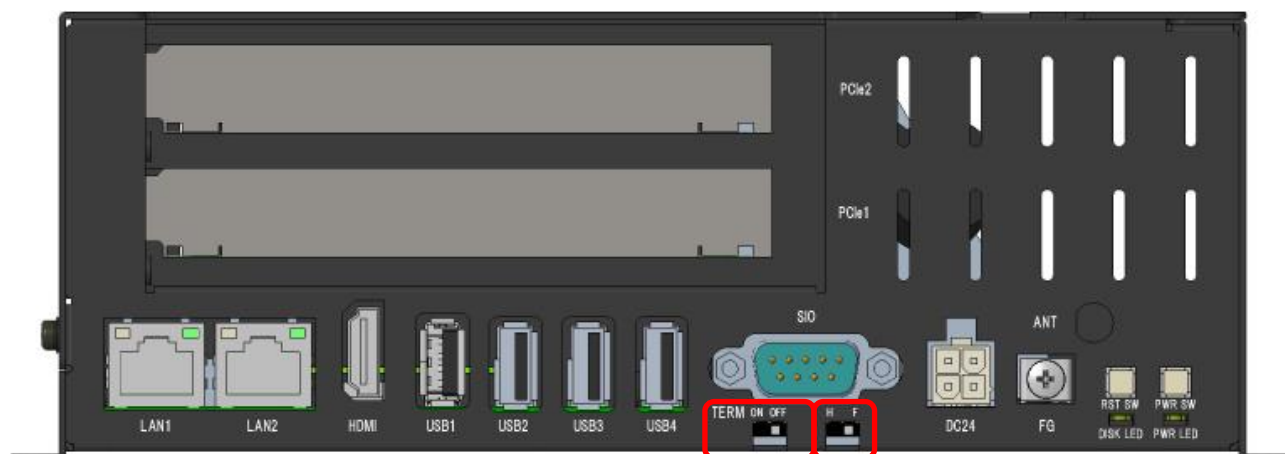 PCIe2
PCIe1
SIO
ANT
TERM ON OFF
H F
RST SW PWR SW
LAN1 LAN2 HDMI USB1 USB2 USB3 USB4 DC24 FG
DISK LED PWR LED